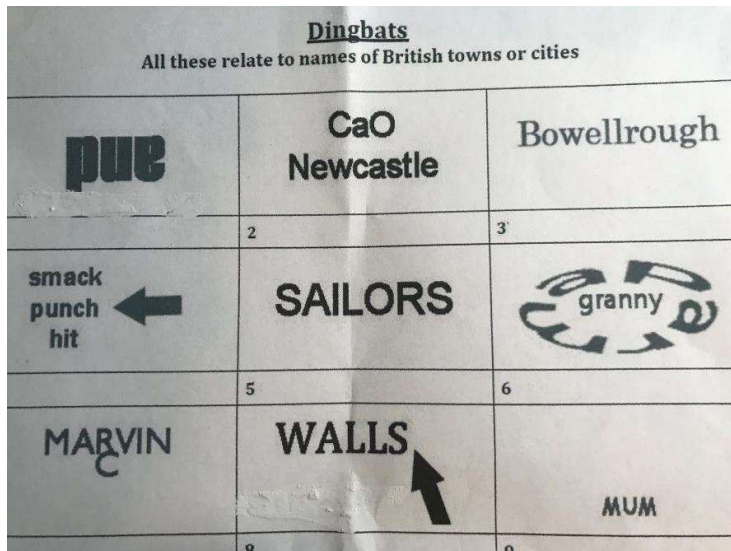 Dingbats
All these relate to names of British towns or cities
and
CaO
Newcastle
Bowellrough
2
3
smack
punch
hit
SAILORS
granny
5
6
MARVIN
C
WALLS
MUM